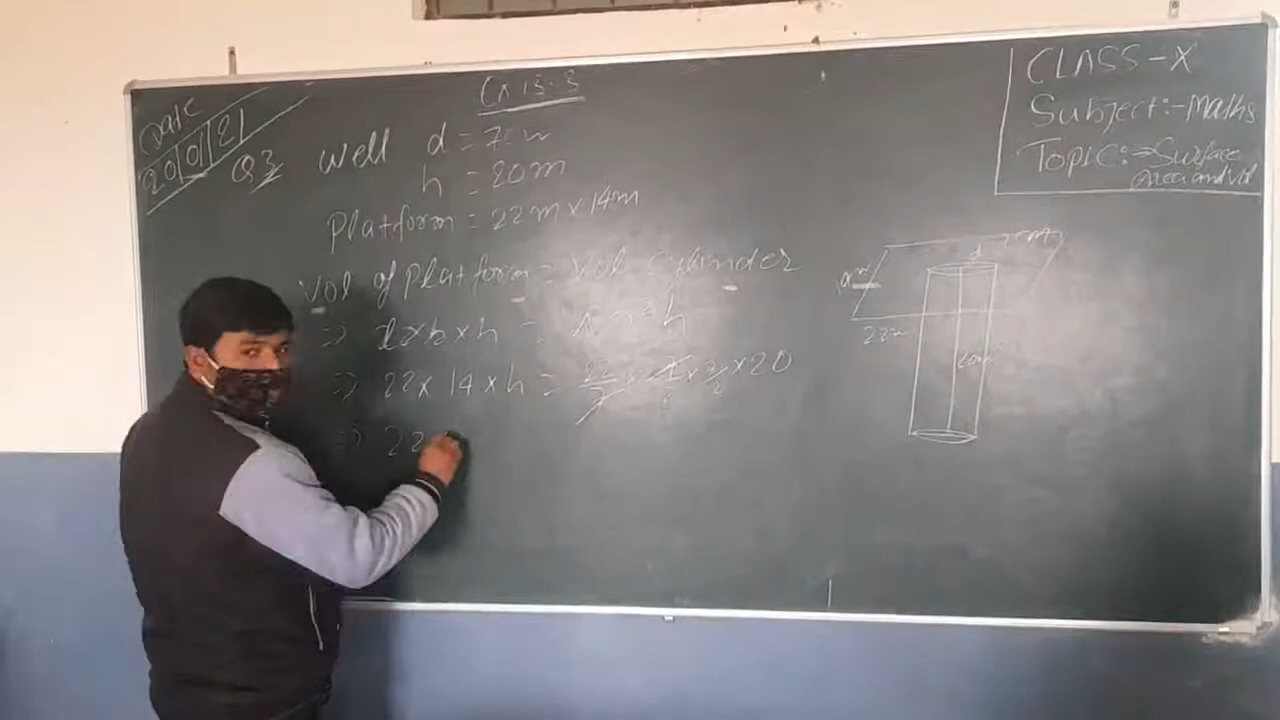 Date
20/01/21
Ex 13.3
CLASS-X
Subject:-Maths
Topic:⇒Surface
Area and Vol
Q3 well d = 7m
h = 20m
Platform = 22m×14m
Vol of Platform = Vol Cylinder
⇒ l×b×h = π r² h
⇒ 22× 14 × h = 22/7 × 7/2 × 7/2 × 20
⇒ 22
d
22m
20m